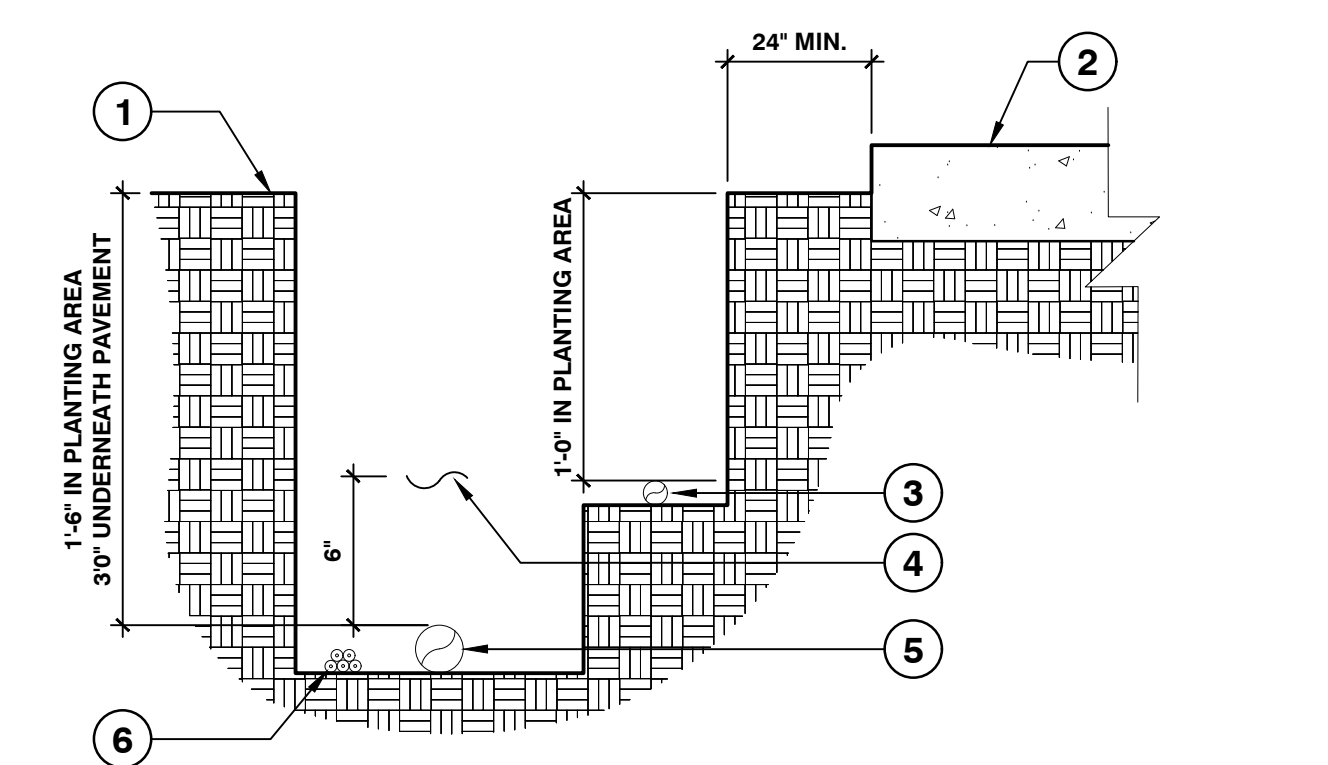 24" MIN.
2
1
1'-6" IN PLANTING AREA
3'0" UNDERNEATH PAVEMENT
1'-0" IN PLANTING AREA
3
6"
4
5
6